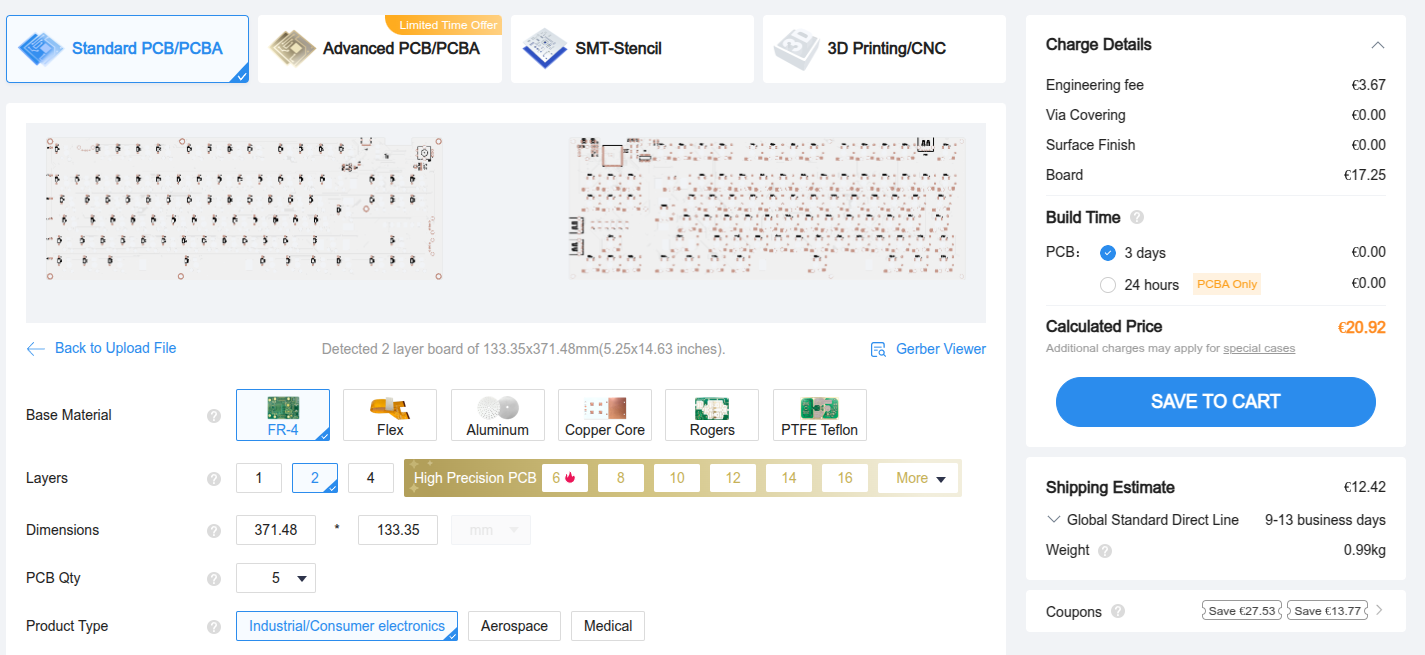 Standard PCB/PCBA
Limited Time Offer
Advanced PCB/PCBA
SMT-Stencil
3D Printing/CNC
Back to Upload File
Detected 2 layer board of 133.35x371.48mm(5.25x14.63 inches).
Gerber Viewer
Base Material ?
FR-4
Flex
Aluminum
Copper Core
Rogers
PTFE Teflon
Layers ? 1 2 4 High Precision PCB 6 8 10 12 14 16 More
Dimensions ? 371.48 * 133.35 mm
PCB Qty ? 5
Product Type ? Industrial/Consumer electronics Aerospace Medical
Charge Details
Engineering fee €3.67
Via Covering €0.00
Surface Finish €0.00
Board €17.25
Build Time ?
PCB: 3 days €0.00
24 hours PCBA Only €0.00
Calculated Price €20.92
Additional charges may apply for special cases
SAVE TO CART
Shipping Estimate €12.42
Global Standard Direct Line 9-13 business days
Weight ? 0.99kg
Coupons ? Save €27.53 Save €13.77